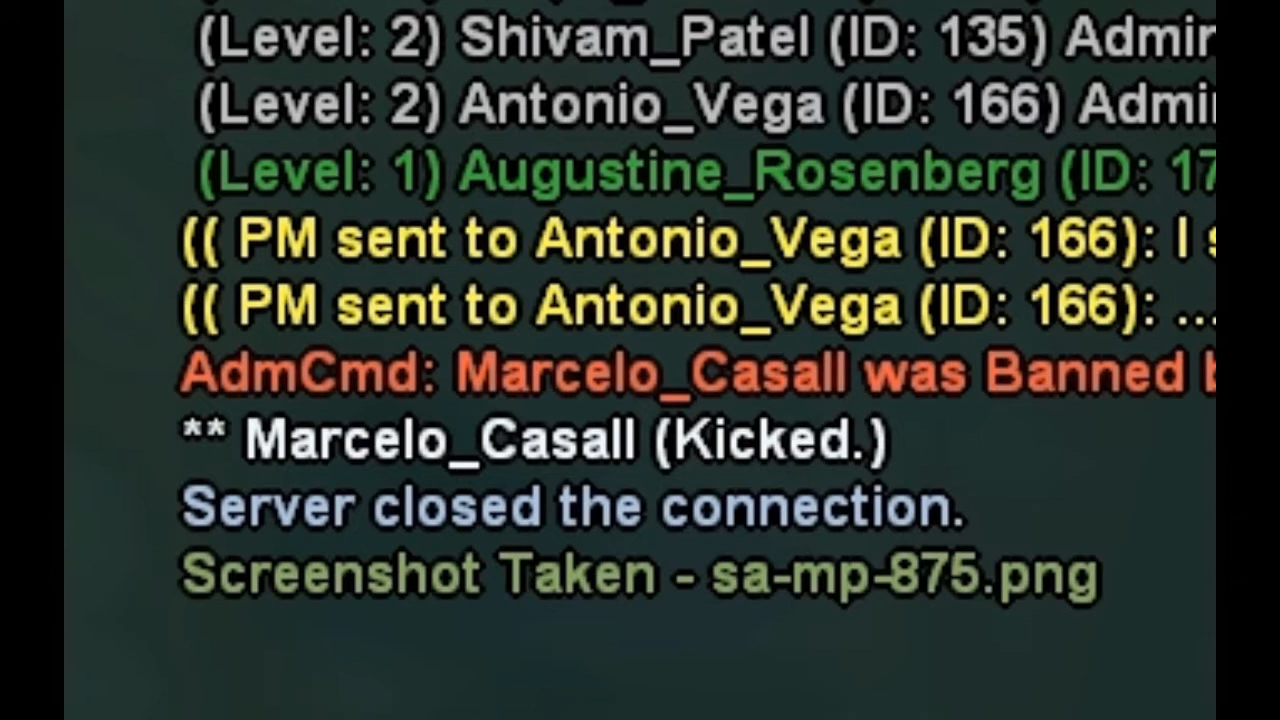 (Level: 2) Shivam_Patel (ID: 135)
(Level: 2) Antonio_Vega (ID: 166)
(Level: 1) Augustine_Rosenberg (ID: 17
(( PM sent to Antonio_Vega (ID: 166): I
(( PM sent to Antonio_Vega (ID: 166): ...
AdmCmd: Marcelo_Casall was Banned
** Marcelo_Casall (Kicked.)
Server closed the connection.
Screenshot Taken - sa-mp-875.png